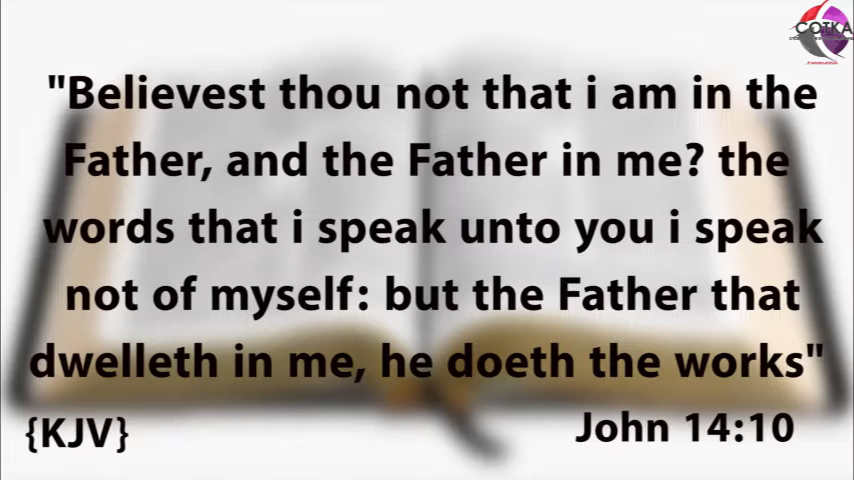 COTKA
"Believest thou not that i am in the
Father, and the Father in me? the
words that i speak unto you i speak
not of myself: but the Father that
dwelleth in me, he doeth the works"
{KJV}
John 14:10